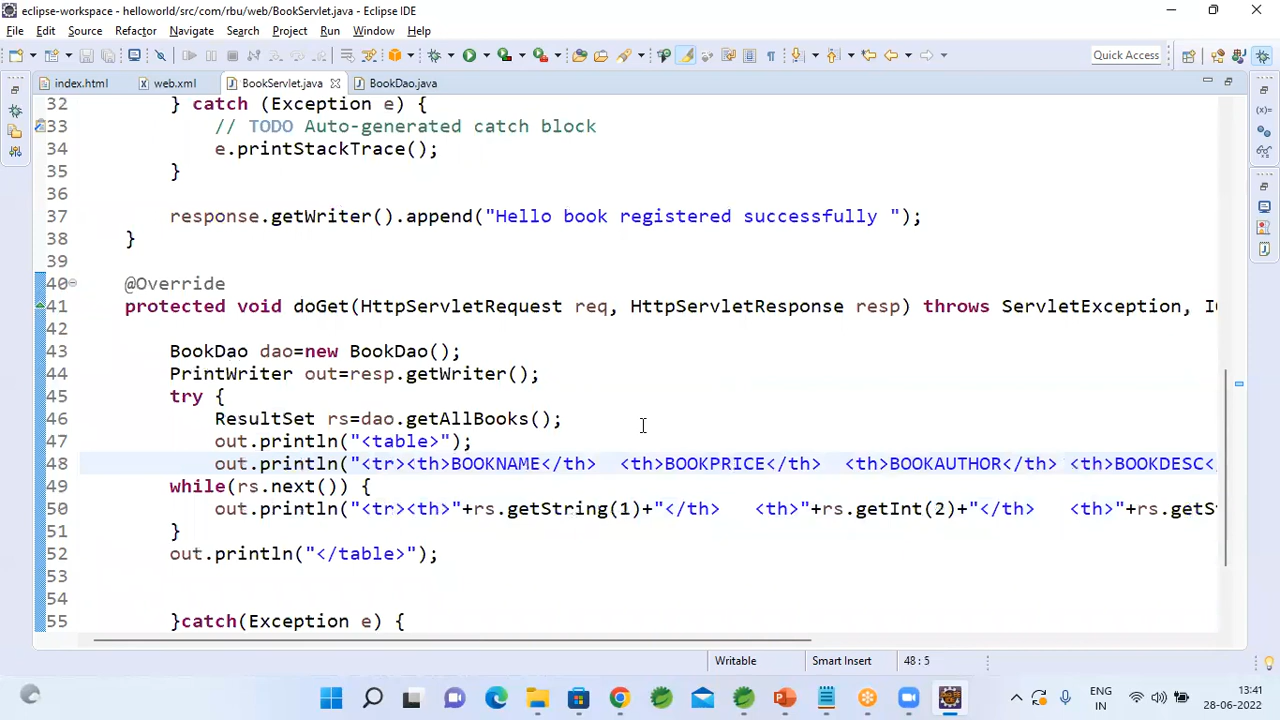 eclipse-workspace - helloworld/src/com/rbu/web/BookServlet.java - Eclipse IDE
File Edit Source Refactor Navigate Search Project Run Window Help
Quick Access
index.html web.xml BookServlet.java BookDao.java
32 } catch (Exception e) {
33 // TODO Auto-generated catch block
34 e.printStackTrace();
35 }
36
37 response.getWriter().append("Hello book registered successfully ");
38 }
39
40 @Override
41 protected void doGet(HttpServletRequest req, HttpServletResponse resp) throws ServletException, I
42
43 BookDao dao=new BookDao();
44 PrintWriter out=resp.getWriter();
45 try {
46 ResultSet rs=dao.getAllBooks();
47 out.println("<table>");
48 out.println("<tr><th>BOOKNAME</th> <th>BOOKPRICE</th> <th>BOOKAUTHOR</th> <th>BOOKDESC<
49 while(rs.next()) {
50 out.println("<tr><th>"+rs.getString(1)+"</th> <th>"+rs.getInt(2)+"</th> <th>"+rs.getS
51 }
52 out.println("</table>");
53
54
55 }catch(Exception e) {
Writable Smart Insert 48 : 5
ENG 13:41
IN 28-06-2022